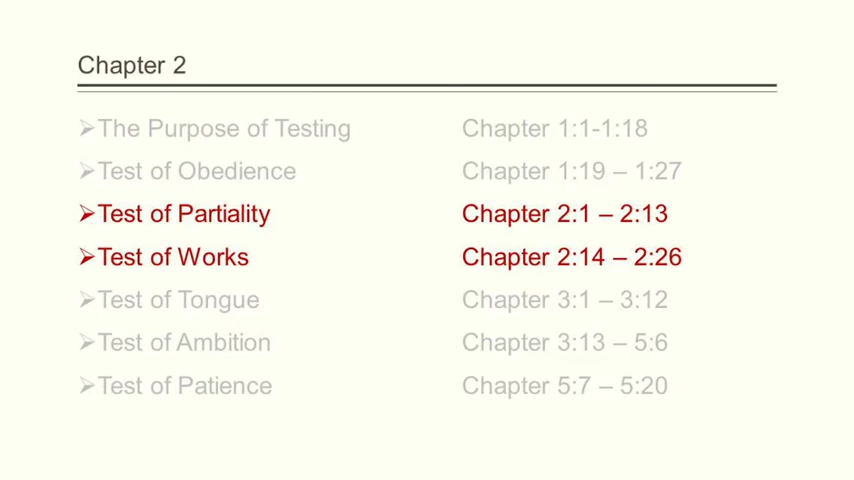 Chapter 2
➢The Purpose of Testing Chapter 1:1-1:18
➢Test of Obedience Chapter 1:19 – 1:27
➢Test of Partiality Chapter 2:1 – 2:13
➢Test of Works Chapter 2:14 – 2:26
➢Test of Tongue Chapter 3:1 – 3:12
➢Test of Ambition Chapter 3:13 – 5:6
➢Test of Patience Chapter 5:7 – 5:20